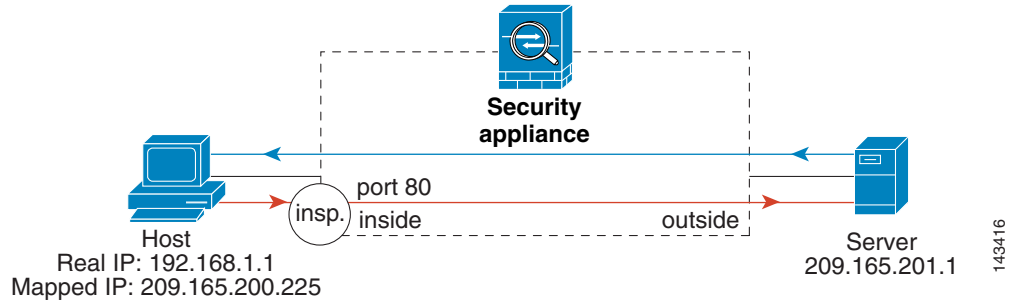 Security
appliance
port 80
insp.
inside
outside
Host
Real IP: 192.168.1.1
Mapped IP: 209.165.200.225
Server
209.165.201.1
143416